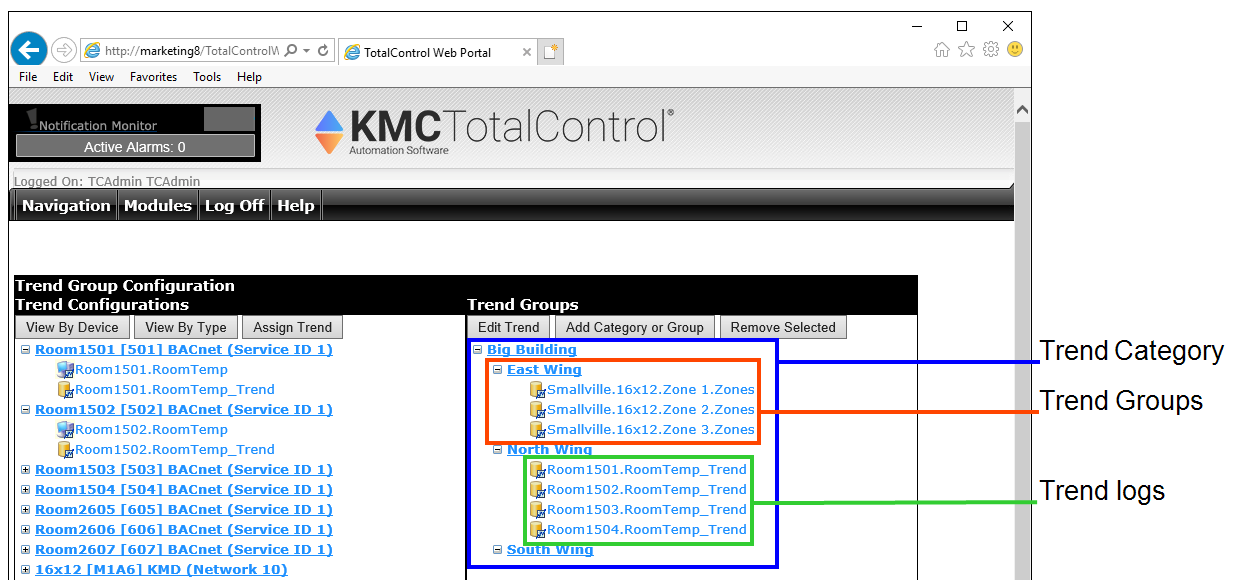 http://marketing8/TotalControlW
TotalControl Web Portal
File Edit View Favorites Tools Help
Notification Monitor
Active Alarms: 0
KMCTotalControl®
Automation Software
Logged On: TCAdmin TCAdmin
Navigation Modules Log Off Help
Trend Group Configuration
Trend Configurations
Trend Groups
View By Device View By Type Assign Trend
Edit Trend Add Category or Group Remove Selected
Room1501 [501] BACnet (Service ID 1)
Room1501.RoomTemp
Room1501.RoomTemp_Trend
Room1502 [502] BACnet (Service ID 1)
Room1502.RoomTemp
Room1502.RoomTemp_Trend
Room1503 [503] BACnet (Service ID 1)
Room1504 [504] BACnet (Service ID 1)
Room2605 [605] BACnet (Service ID 1)
Room2606 [606] BACnet (Service ID 1)
Room2607 [607] BACnet (Service ID 1)
16x12 [M1A6] KMD (Network 10)
Big Building
East Wing
Smallville.16x12.Zone 1.Zones
Smallville.16x12.Zone 2.Zones
Smallville.16x12.Zone 3.Zones
North Wing
Room1501.RoomTemp_Trend
Room1502.RoomTemp_Trend
Room1503.RoomTemp_Trend
Room1504.RoomTemp_Trend
South Wing
Trend Category
Trend Groups
Trend logs